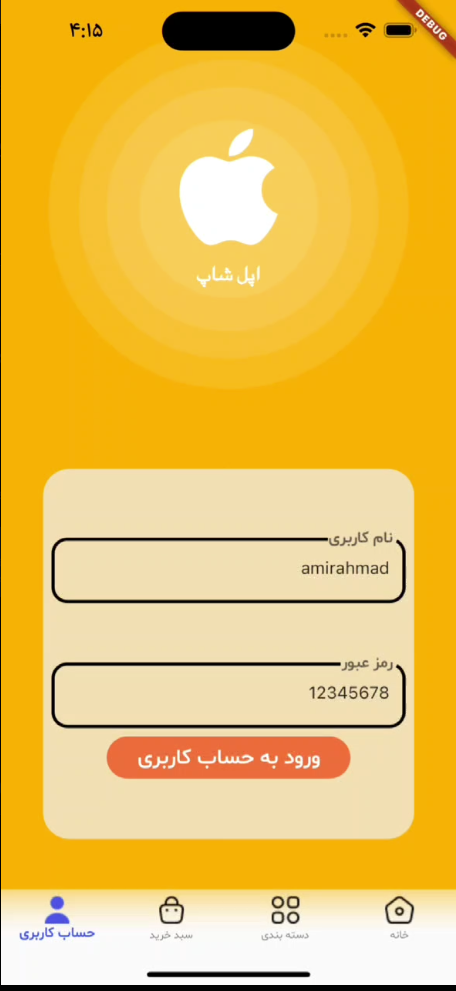 ۴:۱۵
DEBUG
اپل شاپ
نام کاربری
amirahmad
رمز عبور
12345678
ورود به حساب کاربری
خانه
دسته بندی
سبد خرید
حساب کاربری